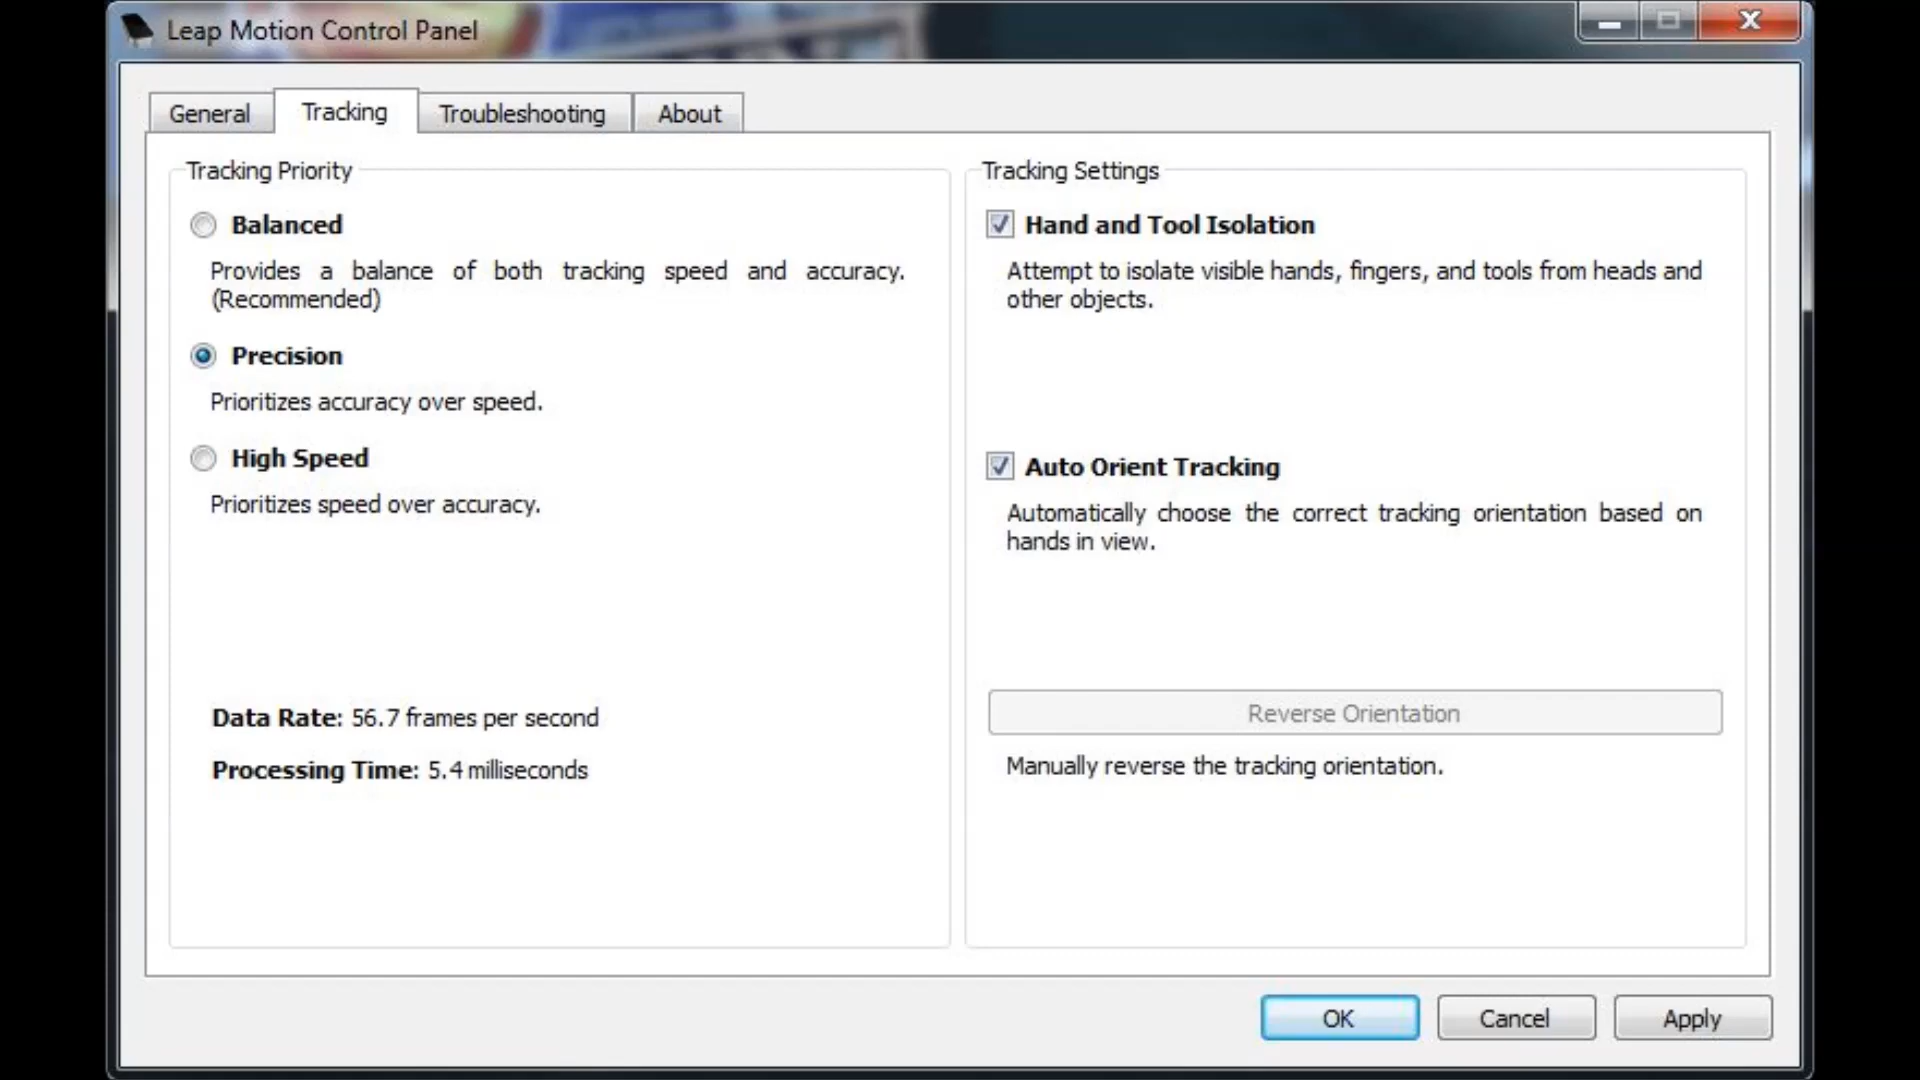 Leap Motion Control Panel
General
Tracking
Troubleshooting
About
Tracking Priority
Balanced
Provides a balance of both tracking speed and accuracy.
(Recommended)
Precision
Prioritizes accuracy over speed.
High Speed
Prioritizes speed over accuracy.
Data Rate: 56.7 frames per second
Processing Time: 5.4 milliseconds
Tracking Settings
Hand and Tool Isolation
Attempt to isolate visible hands, fingers, and tools from heads and
other objects.
Auto Orient Tracking
Automatically choose the correct tracking orientation based on
hands in view.
Reverse Orientation
Manually reverse the tracking orientation.
OK
Cancel
Apply